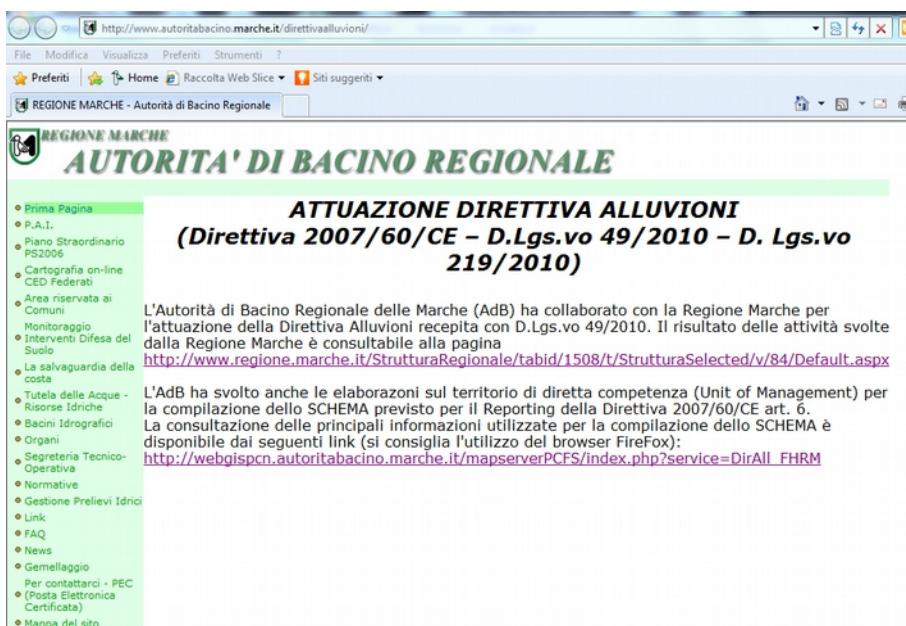 http://www.autoritabacino.marche.it/direttivaalluvioni/
File Modifica Visualizza Preferiti Strumenti ?
Preferiti Home Raccolta Web Slice Siti suggeriti
REGIONE MARCHE - Autorità di Bacino Regionale
REGIONE MARCHE
AUTORITA' DI BACINO REGIONALE
Prima Pagina
P.A.I.
Piano Straordinario
PS2006
Cartografia on-line
CED Federati
Area riservata ai
Comuni
Monitoraggio
Interventi Difesa del
Suolo
La salvaguardia della
costa
Tutela delle Acque -
Risorse Idriche
Bacini Idrografici
Organi
Segreteria Tecnico-
Operativa
Normative
Gestione Prelievi Idrici
Link
FAQ
News
Gemellaggio
Per contattarci - PEC
(Posta Elettronica
Certificata)
Mappa del sito
ATTUAZIONE DIRETTIVA ALLUVIONI
(Direttiva 2007/60/CE – D.Lgs.vo 49/2010 – D. Lgs.vo
219/2010)
L'Autorità di Bacino Regionale delle Marche (AdB) ha collaborato con la Regione Marche per
l'attuazione della Direttiva Alluvioni recepita con D.Lgs.vo 49/2010. Il risultato delle attività svolte
dalla Regione Marche è consultabile alla pagina
http://www.regione.marche.it/StrutturaRegionale/tabid/1508/t/StrutturaSelected/v/84/Default.aspx
L'AdB ha svolto anche le elaborazoni sul territorio di diretta competenza (Unit of Management) per
la compilazione dello SCHEMA previsto per il Reporting della Direttiva 2007/60/CE art. 6.
La consultazione delle principali informazioni utilizzate per la compilazione dello SCHEMA è
disponibile dai seguenti link (si consiglia l'utilizzo del browser FireFox):
http://webgispcn.autoritabacino.marche.it/mapserverPCFS/index.php?service=DirAll_FHRM